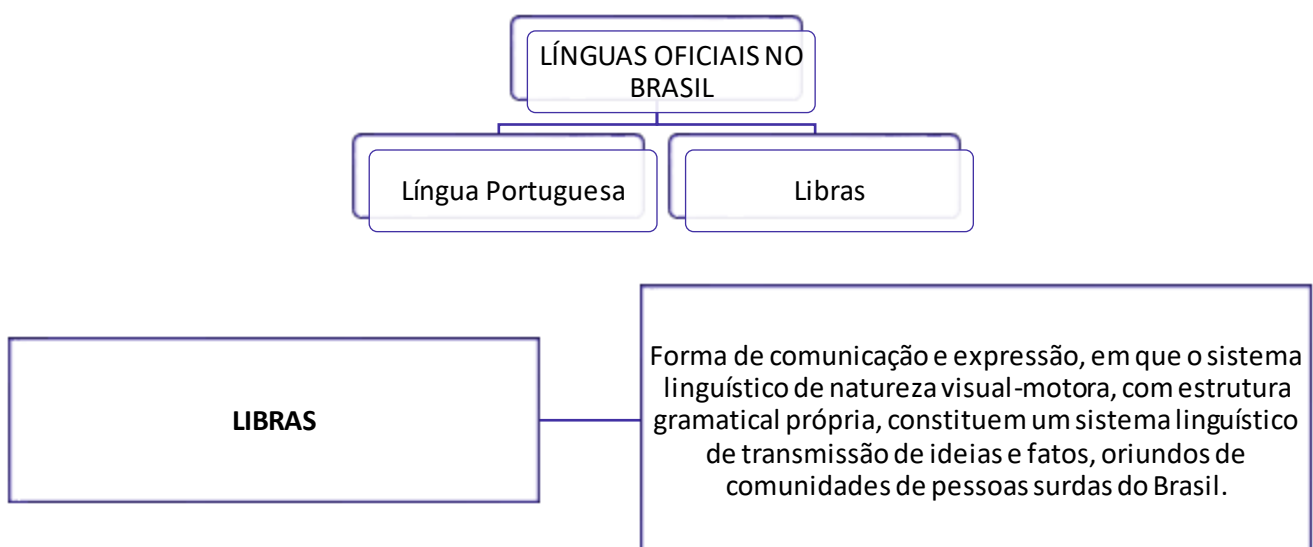 LÍNGUAS OFICIAIS NO
BRASIL
Língua Portuguesa
Libras
LIBRAS
Forma de comunicação e expressão, em que o sistema
linguístico de natureza visual-motora, com estrutura
gramatical própria, constituem um sistema linguístico
de transmissão de ideias e fatos, oriundos de
comunidades de pessoas surdas do Brasil.